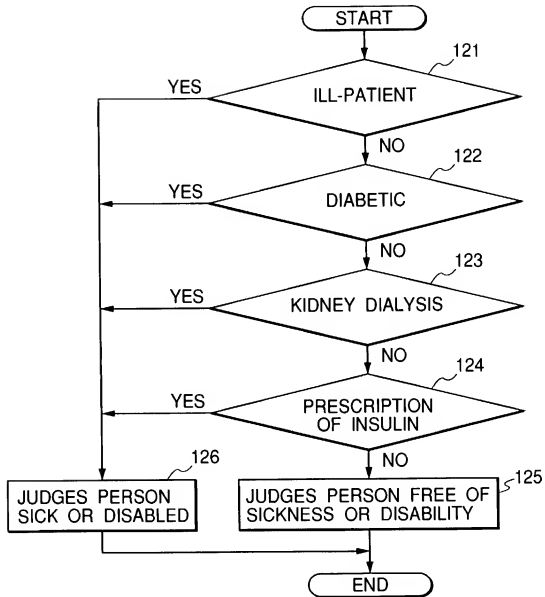 START
121
YES
ILL-PATIENT
NO
122
YES
DIABETIC
NO
123
YES
KIDNEY DIALYSIS
NO
124
YES
PRESCRIPTION
OF INSULIN
NO
126
JUDGES PERSON
SICK OR DISABLED
125
JUDGES PERSON FREE OF
SICKNESS OR DISABILITY
END